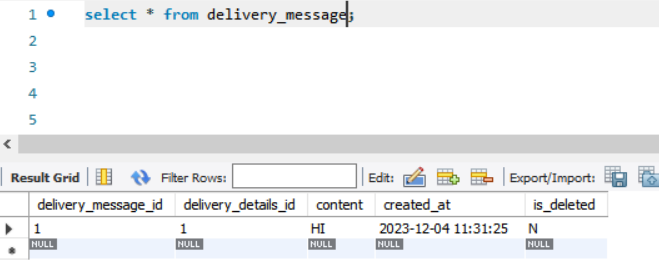 1 select * from delivery_message;
2
3
4
5
Result Grid Filter Rows: Edit: Export/Import:
delivery_message_id delivery_details_id content created_at is_deleted
1 1 HI 2023-12-04 11:31:25 N
NULL NULL NULL NULL NULL